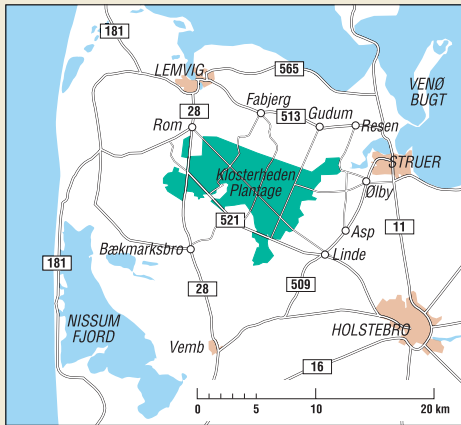 181
LEMVIG
565
VENØ
BUGT
28
Fabjerg
513
Gudum
Rom
Resen
STRUER
Klosterheden
Plantage
Ølby
521
11
Asp
Bækmarksbro
Linde
181
28
509
NISSUM
FJORD
HOLSTEBRO
Vemb
16
0
5
10
20 km